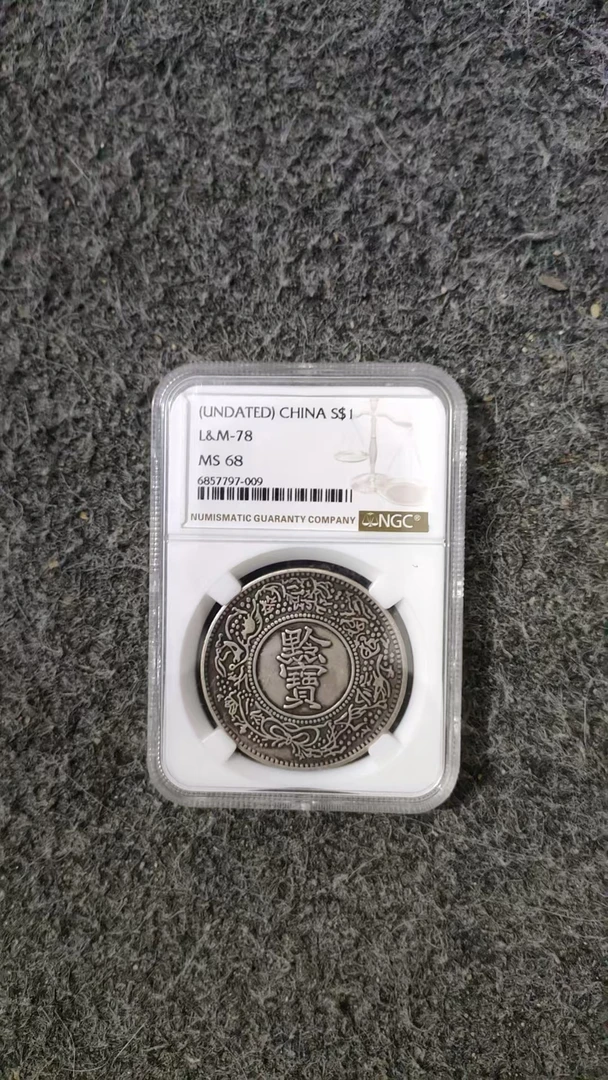 (UNDATED) CHINA S$1
L&M-78
MS 68
6857797-009
NUMISMATIC GUARANTY COMPANY NGC®
黔
寶